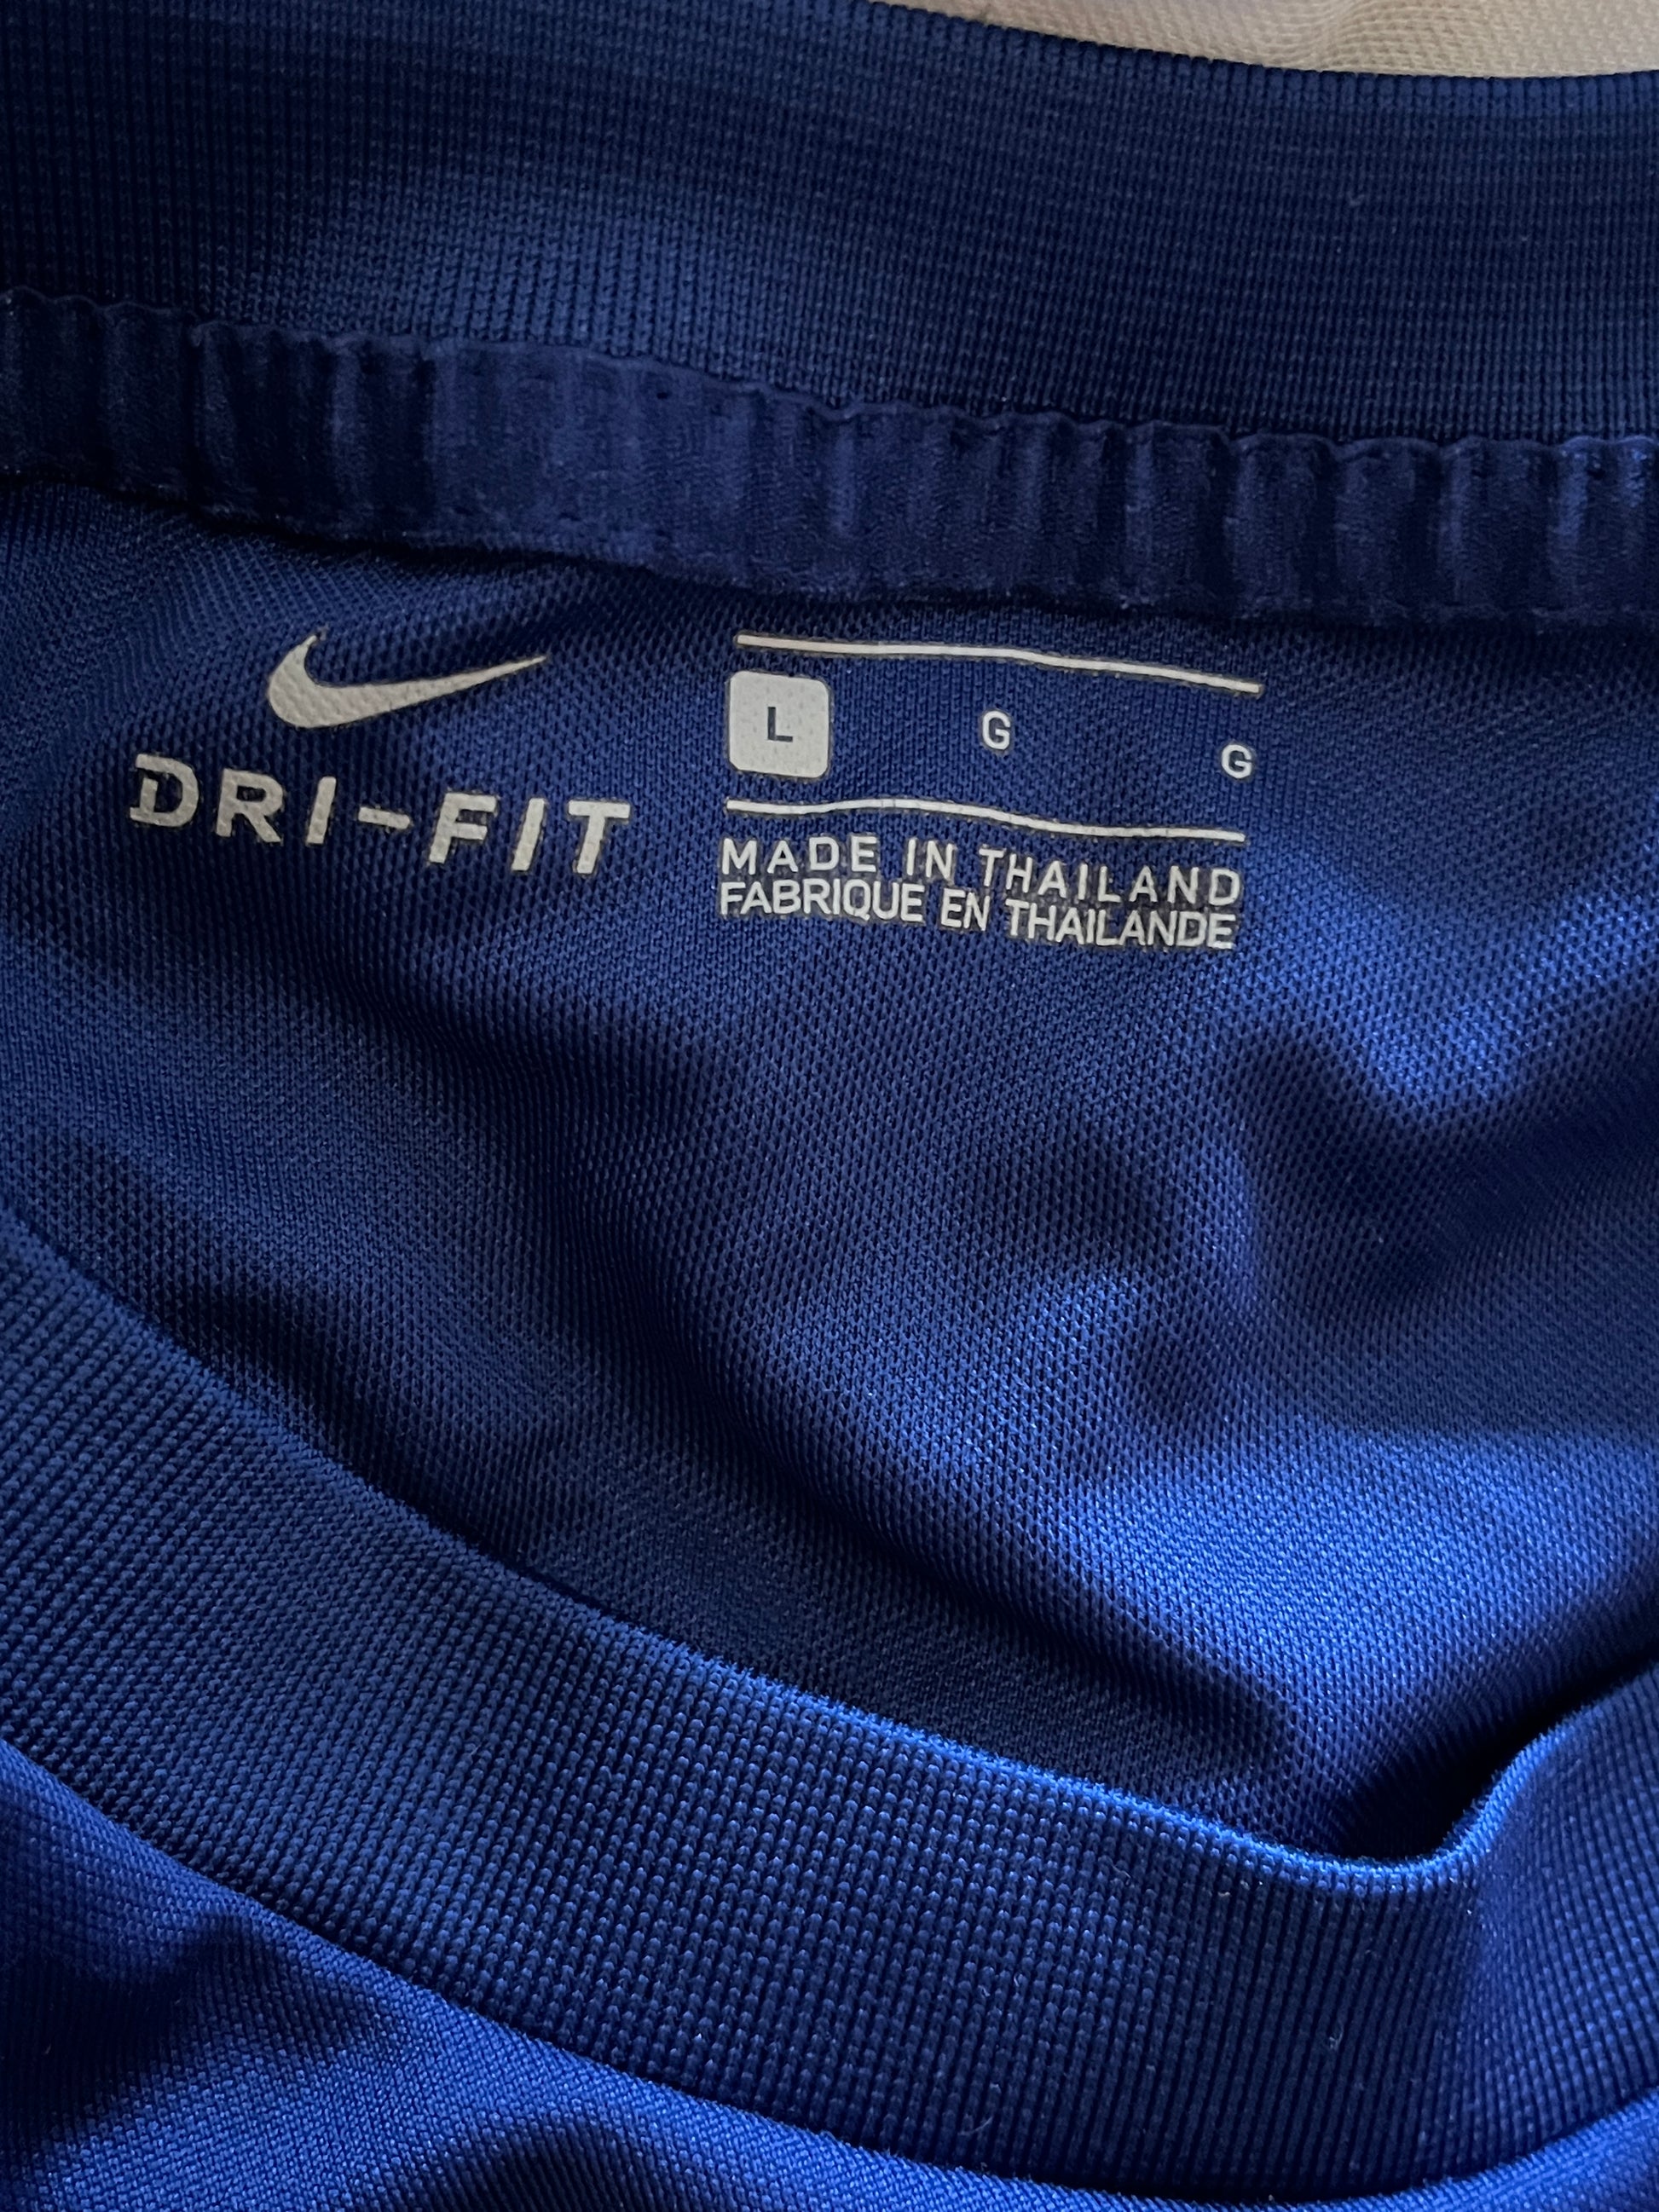 DRI-FIT
L G G
MADE IN THAILAND
FABRIQUE EN THAILANDE